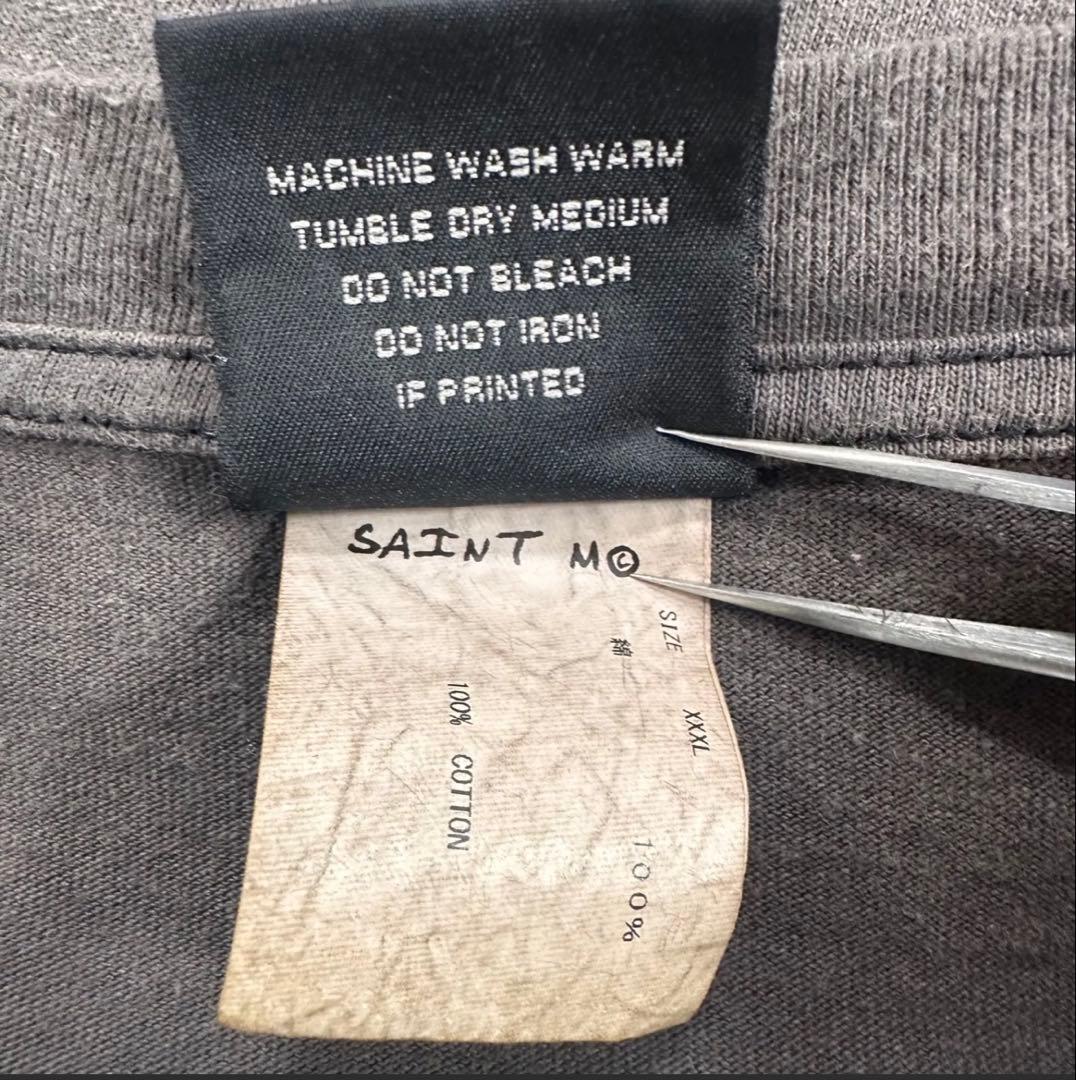 MACHINE WASH WARM
TUMBLE DRY MEDIUM
DO NOT BLEACH
DO NOT IRON
IF PRINTED
SAINT M©
SIZE XXXL
綿 100%
100% COTTON